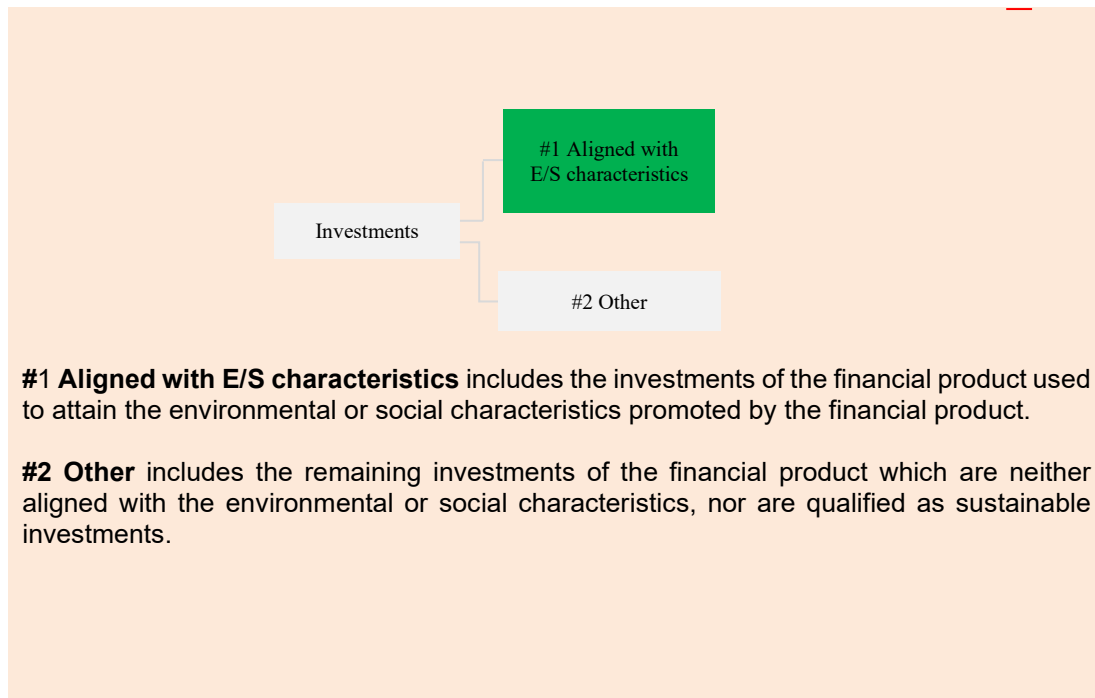 #1 Aligned with
E/S characteristics
Investments
#2 Other
#1 Aligned with E/S characteristics includes the investments of the financial product used
to attain the environmental or social characteristics promoted by the financial product.
#2 Other includes the remaining investments of the financial product which are neither
aligned with the environmental or social characteristics, nor are qualified as sustainable
investments.